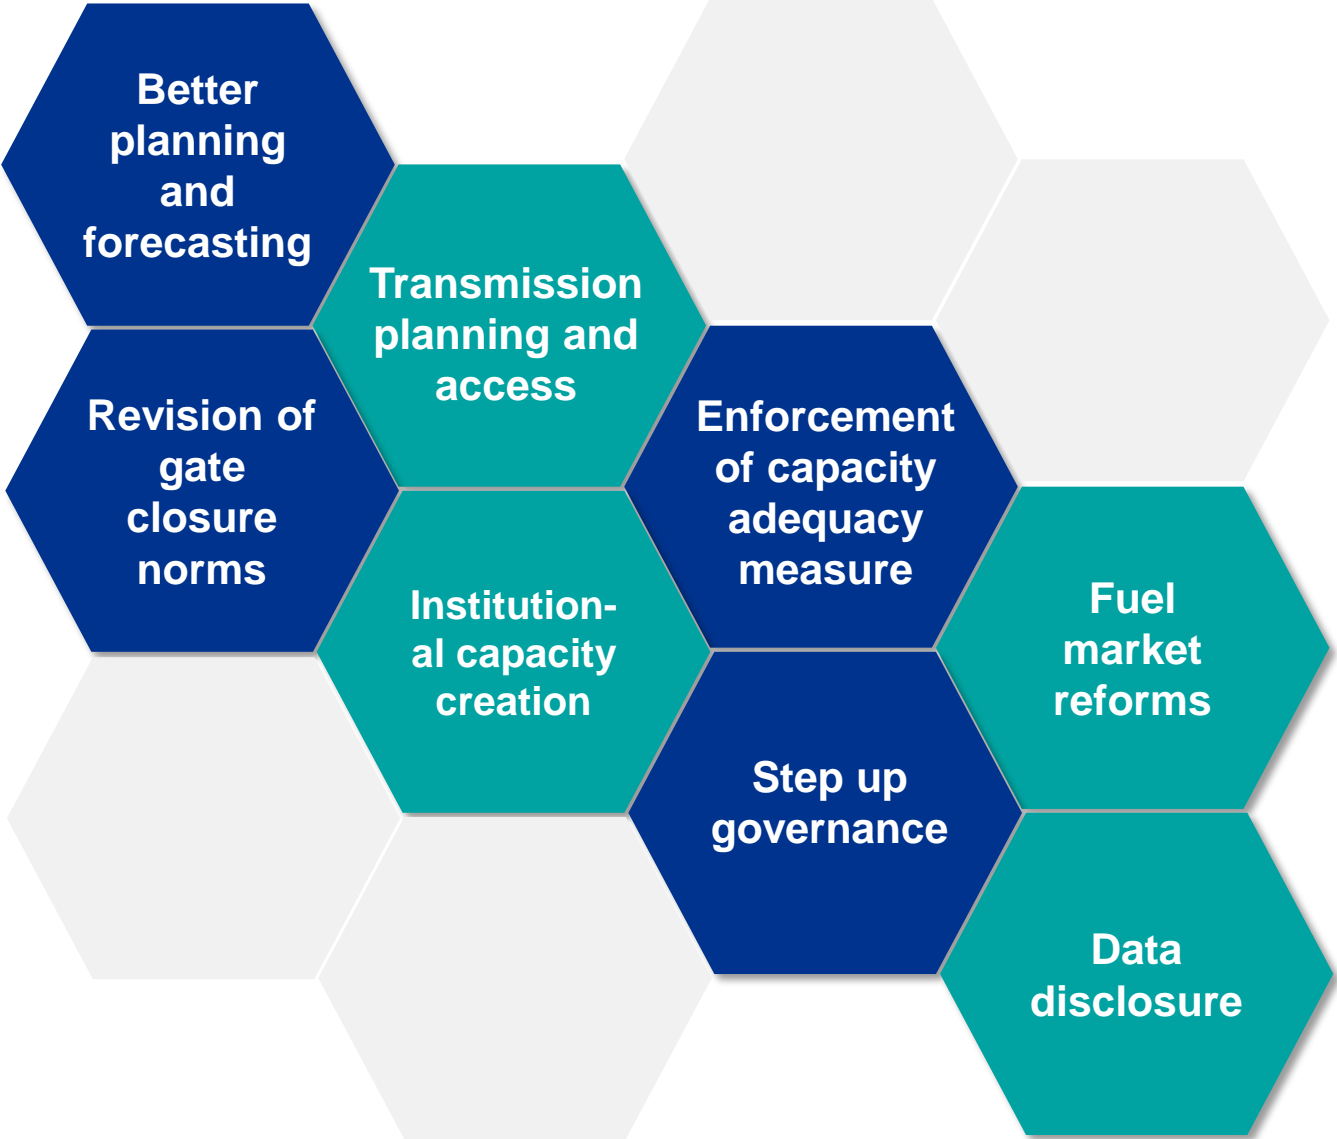 Better
planning
and
forecasting
Transmission
planning and
access
Revision of
gate
closure
norms
Enforcement
of capacity
adequacy
measure
Institution-
al capacity
creation
Fuel
market
reforms
Step up
governance
Data
disclosure